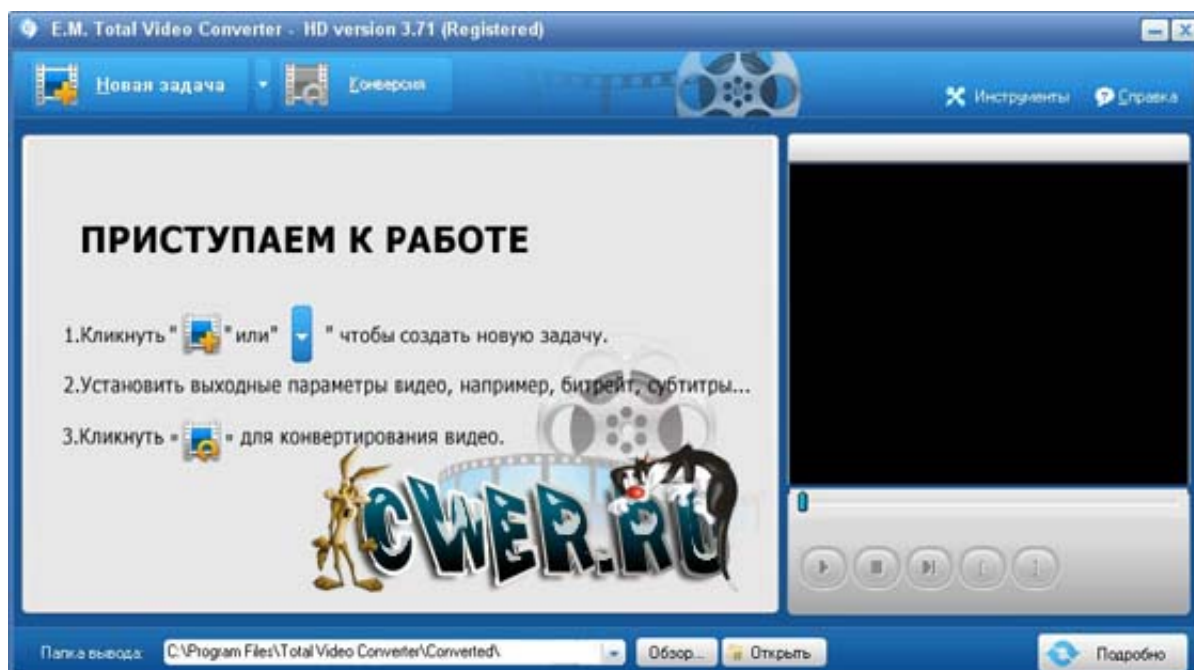 E.M. Total Video Converter - HD version 3.71 (Registered)
Новая задача Конверсия
Инструменты Справка
ПРИСТУПАЕМ К РАБОТЕ
1.Кликнуть " " или " " чтобы создать новую задачу.
2.Установить выходные параметры видео, например, битрейт, субтитры...
3.Кликнуть " " для конвертирования видео.
CWER.RU
Папка вывода: C:\Program Files\Total Video Converter\Converted\ Обзор... Открыть Подробно